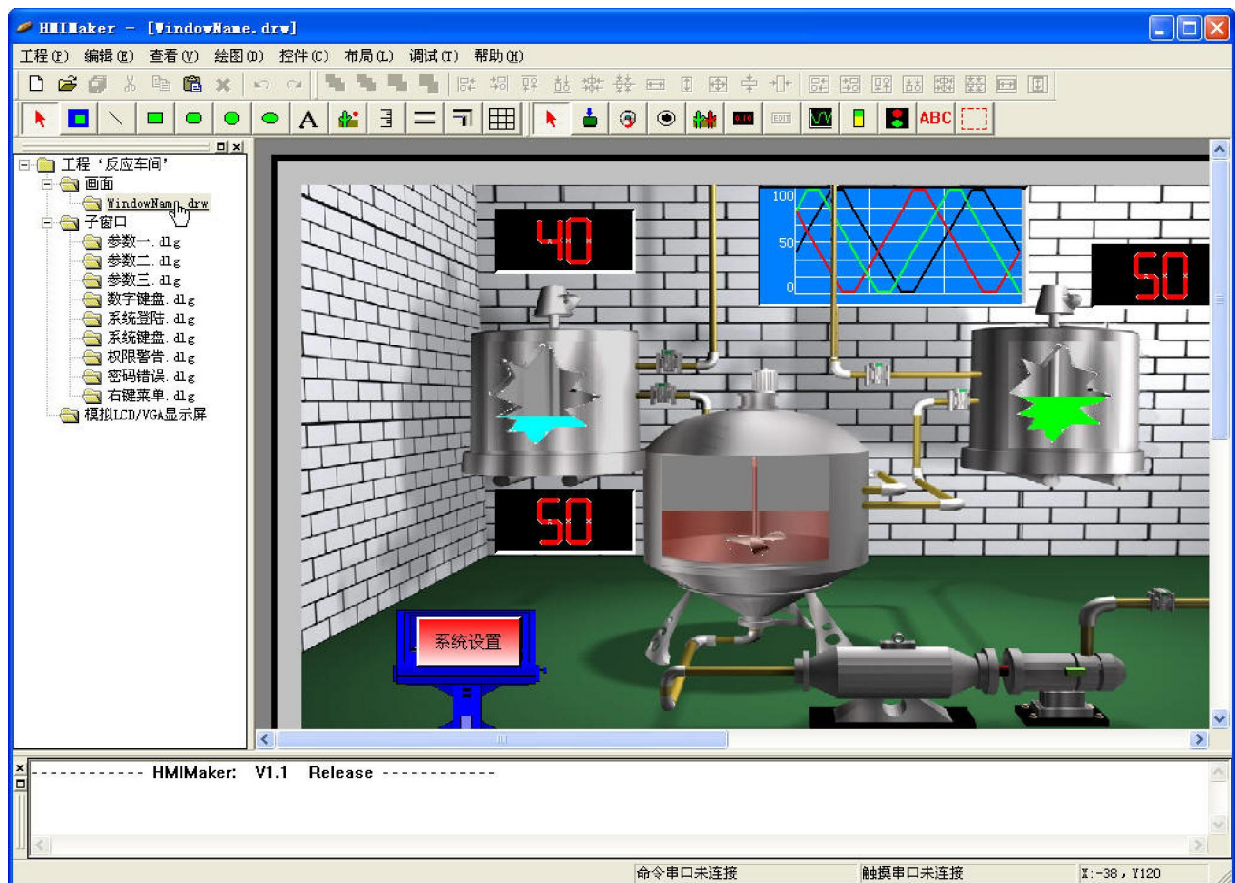 HMIMaker - [WindowName.drw]
工程(P) 编辑(E) 查看(V) 绘图(D) 控件(C) 布局(L) 调试(T) 帮助(H)
A 0.10 EDIT ABC
工程‘反应车间’
画面
WindowName.drw
子窗口
参数一.dlg
参数二.dlg
参数三.dlg
数字键盘.dlg
系统登陆.dlg
系统键盘.dlg
权限警告.dlg
密码错误.dlg
右键菜单.dlg
模拟LCD/VGA显示屏
40
100
50
0
50
50
系统设置
------------ HMIMaker: V1.1 Release ------------
命令串口未连接 触摸串口未连接 X:-38，Y120